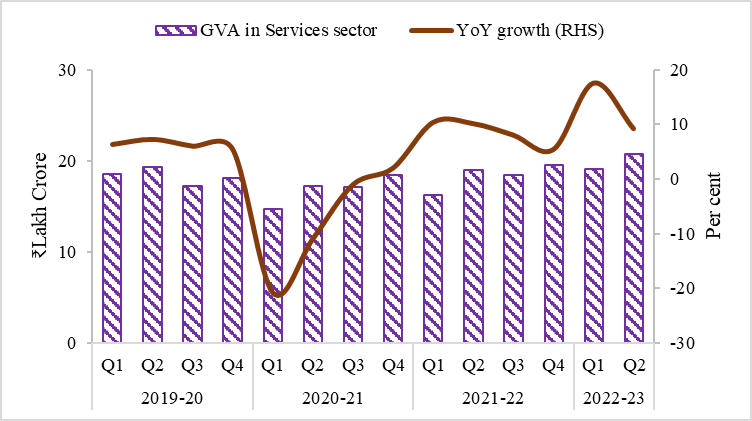 GVA in Services sector YoY growth (RHS)
30 20
10
20 0
10 -10
-20
0 -30
₹Lakh Crore
Per cent
Q1 Q2 Q3 Q4 Q1 Q2 Q3 Q4 Q1 Q2 Q3 Q4 Q1 Q2
2019-20 2020-21 2021-22 2022-23